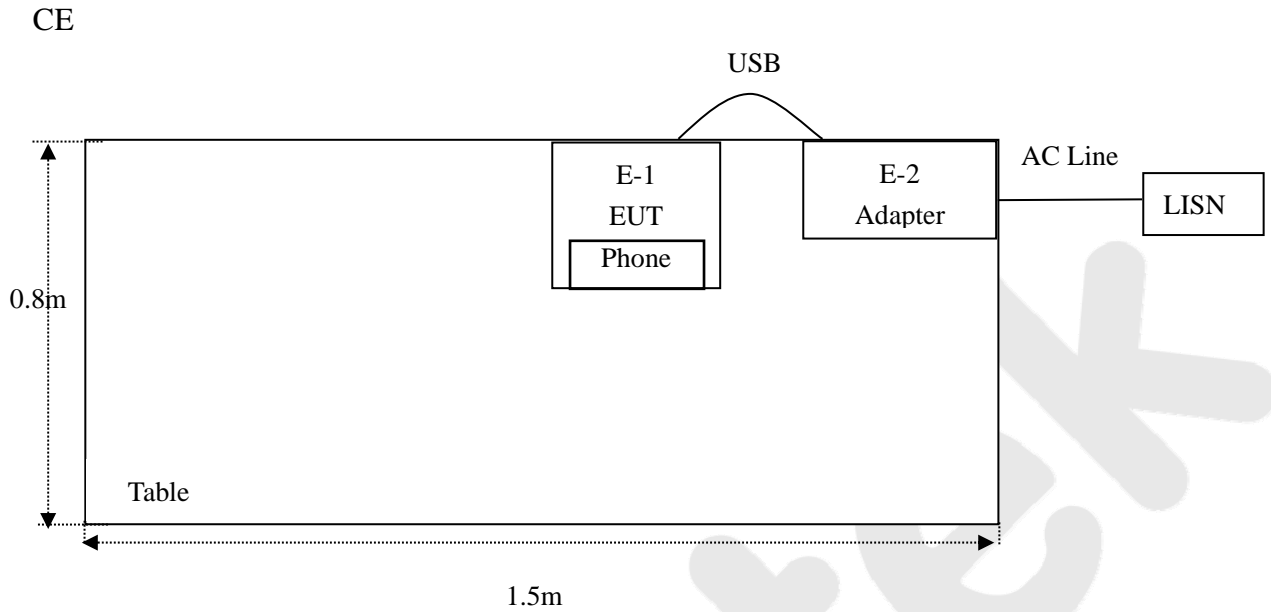 CE
USB
AC Line
E-1
EUT
Phone
E-2
Adapter
LISN
0.8m
Table
1.5m